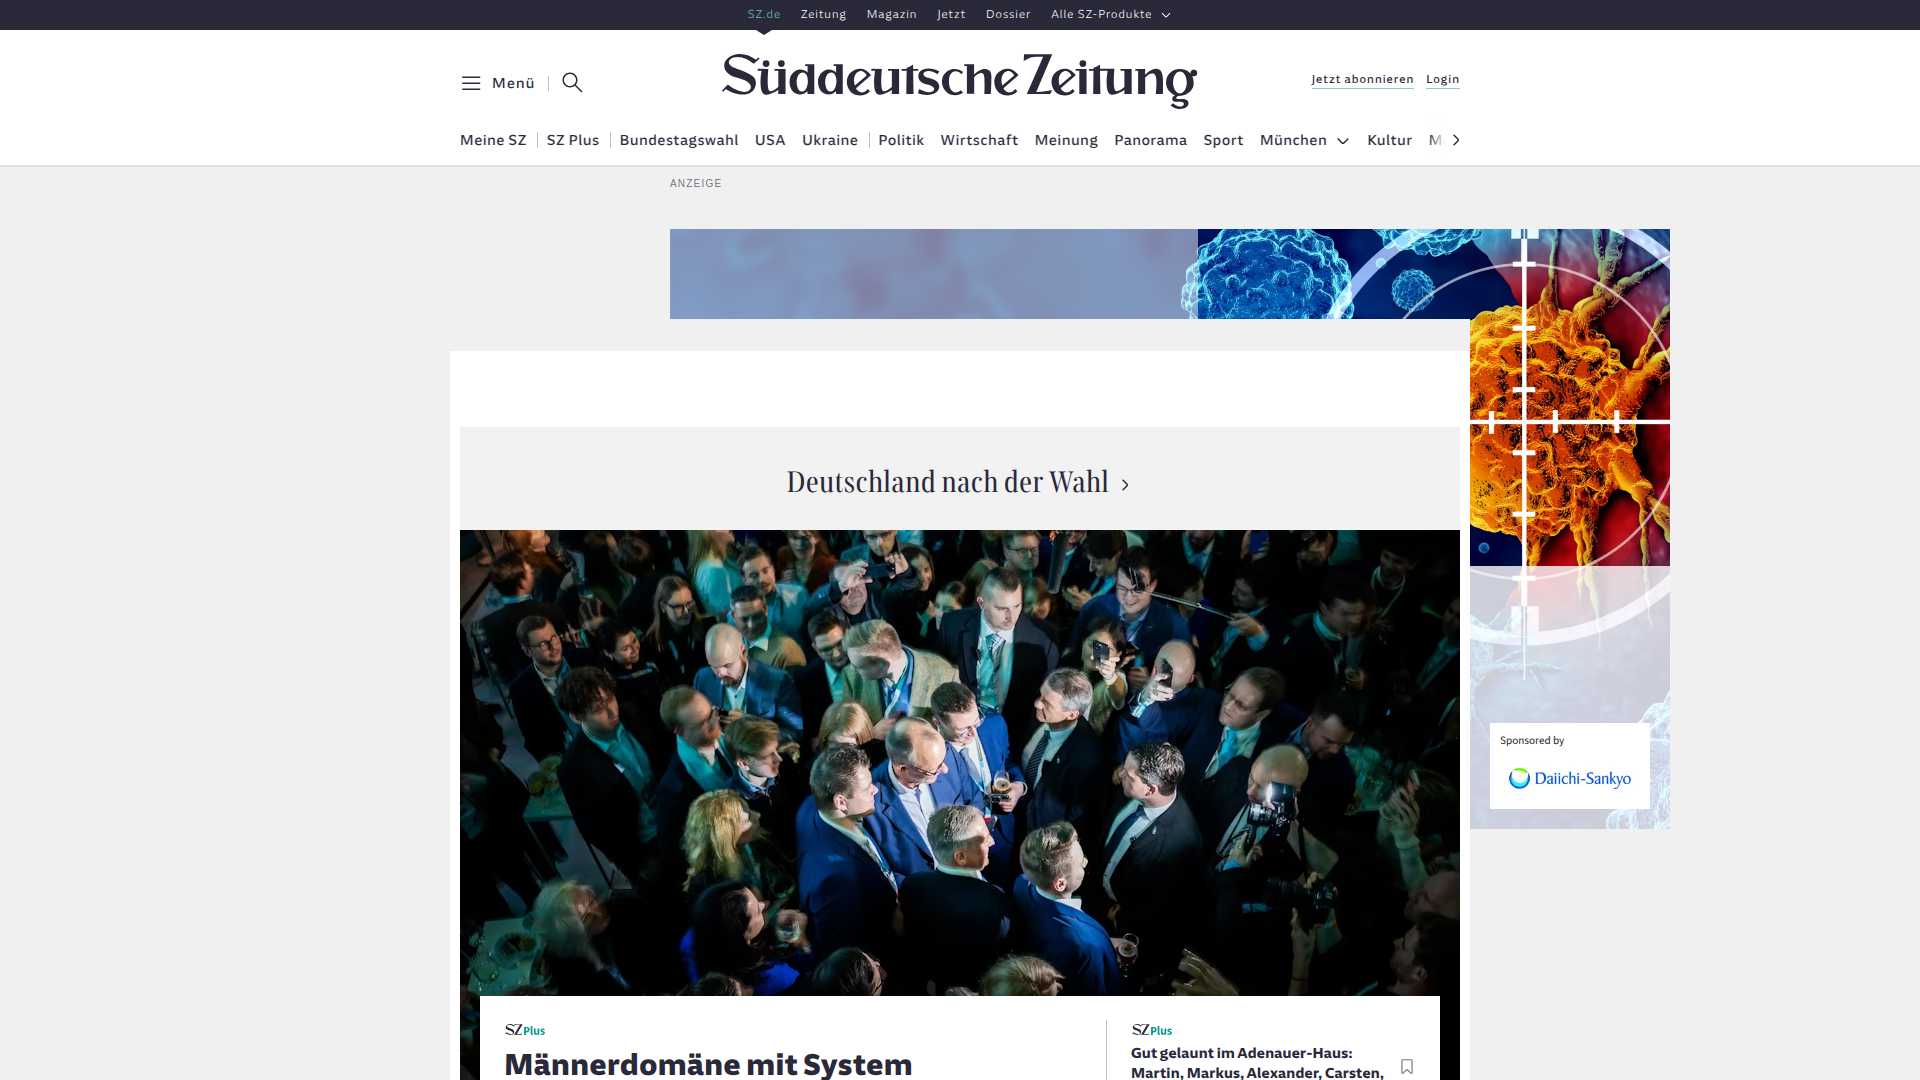 SZ.de Zeitung Magazin Jetzt Dossier Alle SZ-Produkte
Menü
Süddeutsche Zeitung
Jetzt abonnieren Login
Meine SZ SZ Plus Bundestagswahl USA Ukraine Politik Wirtschaft Meinung Panorama Sport München Kultur M
ANZEIGE
Deutschland nach der Wahl
Sponsored by
Daiichi-Sankyo
SZ Plus
Männerdomäne mit System
SZ Plus
Gut gelaunt im Adenauer-Haus:
Martin, Markus, Alexander, Carsten,